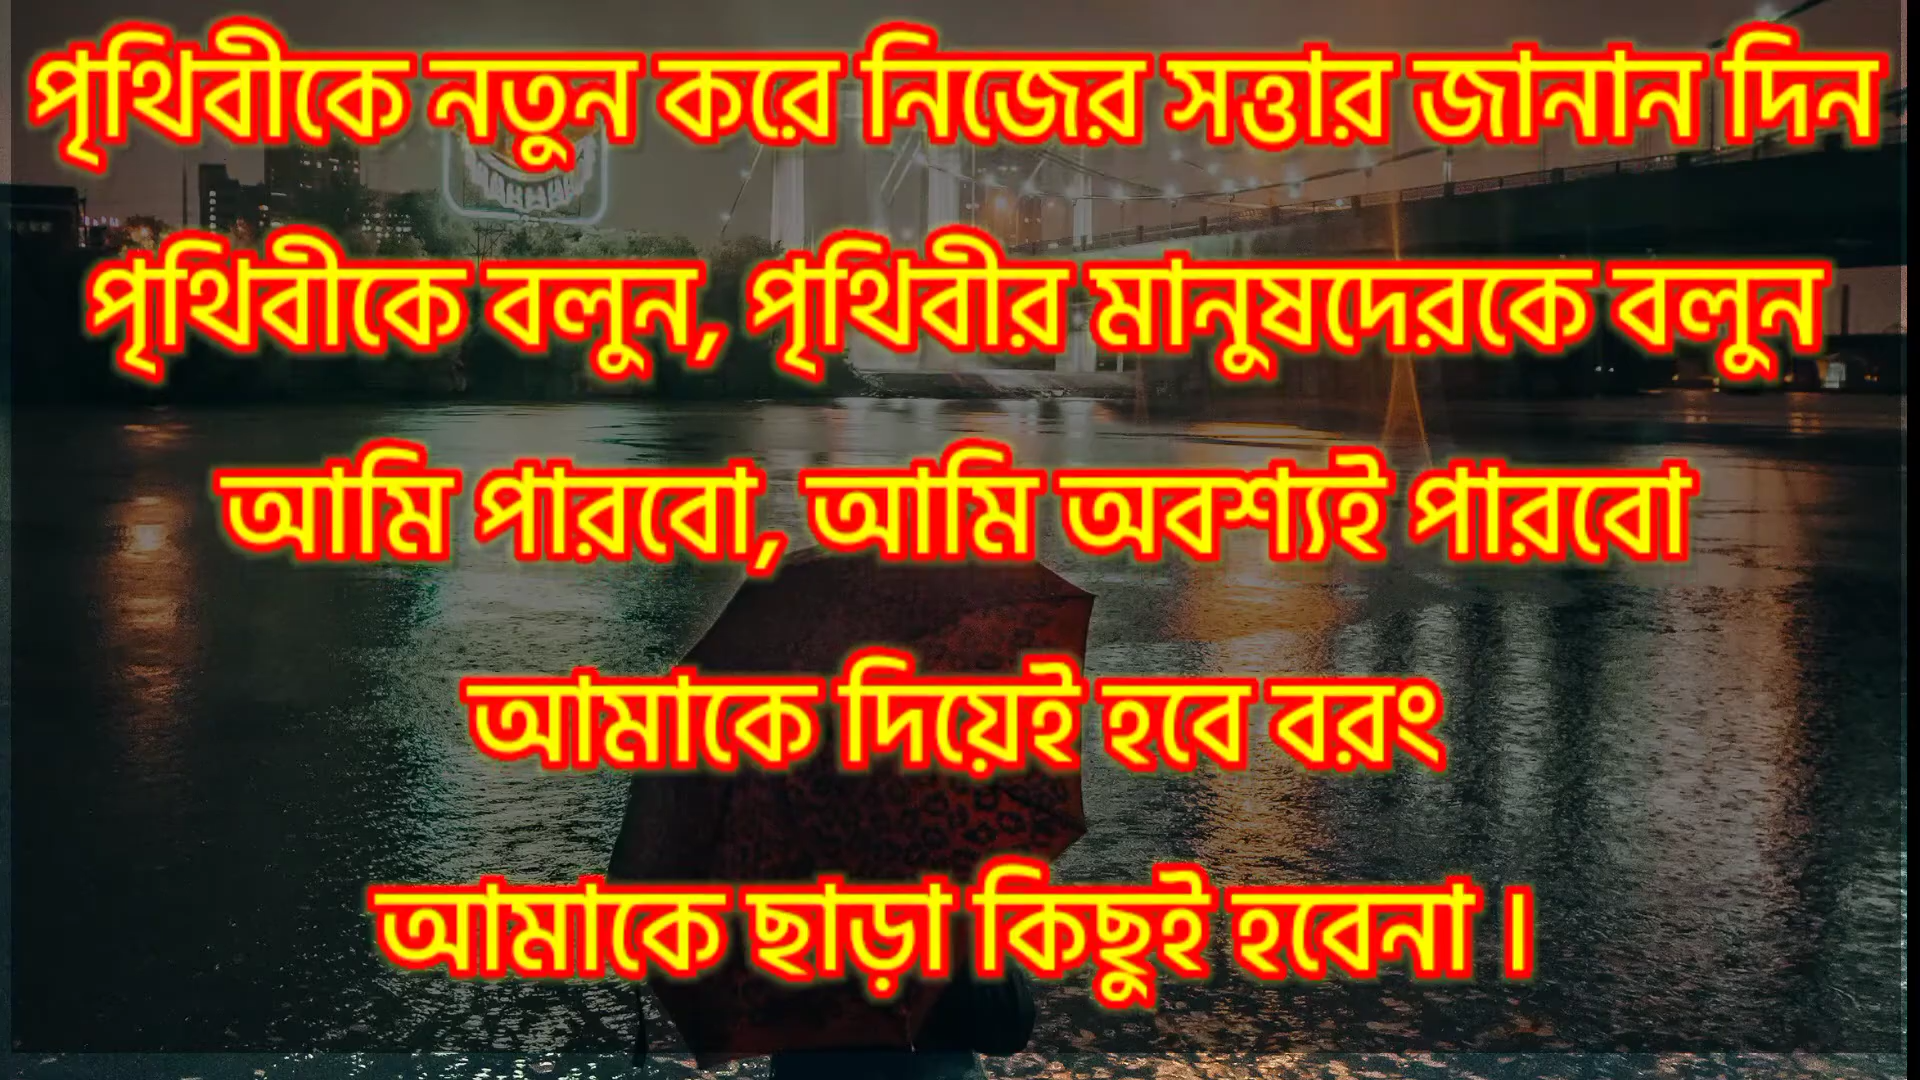 পৃথিবীকে নতুন করে নিজের সত্তার জানান দিন
পৃথিবীকে বলুন, পৃথিবীর মানুষদেরকে বলুন
আমি পারবো, আমি অবশ্যই পারবো
আমাকে দিয়েই হবে বরং
আমাকে ছাড়া কিছুই হবেনা ।